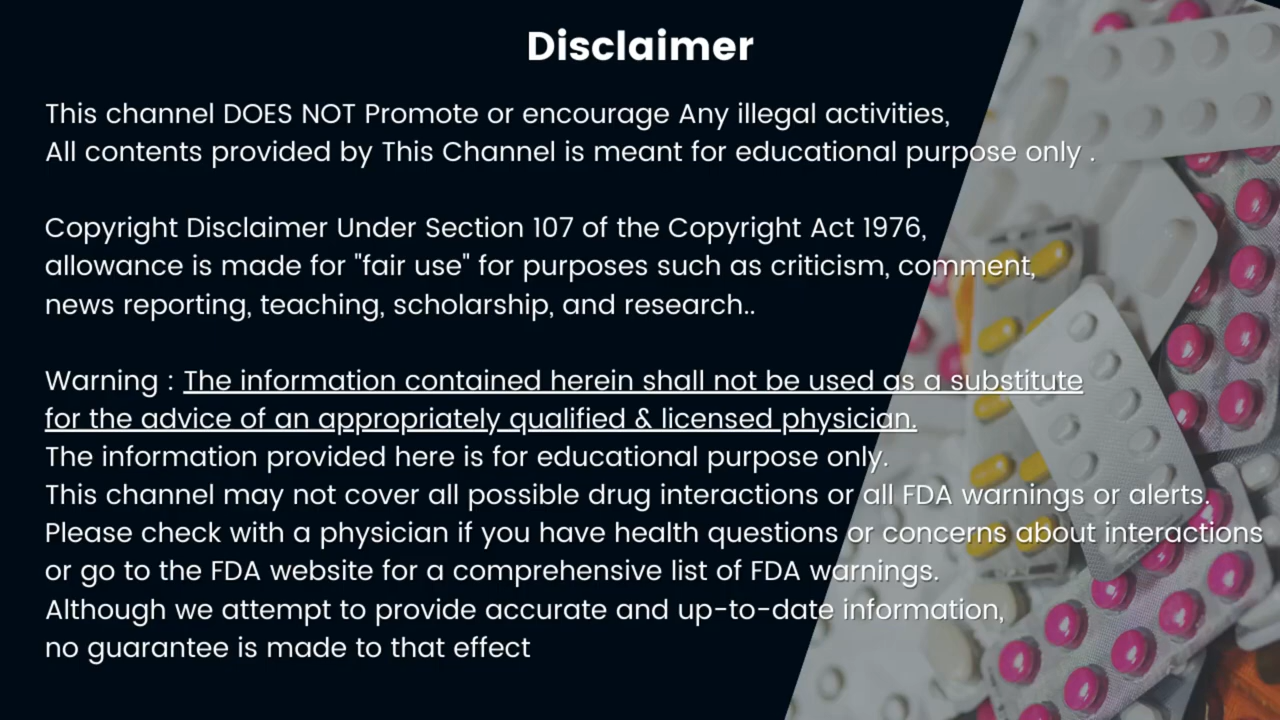 Disclaimer
This channel DOES NOT Promote or encourage Any illegal activities,
All contents provided by This Channel is meant for educational purpose only .
Copyright Disclaimer Under Section 107 of the Copyright Act 1976,
allowance is made for "fair use" for purposes such as criticism, comment,
news reporting, teaching, scholarship, and research..
Warning : The information contained herein shall not be used as a substitute
for the advice of an appropriately qualified & licensed physician.
The information provided here is for educational purpose only.
This channel may not cover all possible drug interactions or all FDA warnings or alerts.
Please check with a physician if you have health questions or concerns about interactions
or go to the FDA website for a comprehensive list of FDA warnings.
Although we attempt to provide accurate and up-to-date information,
no guarantee is made to that effect